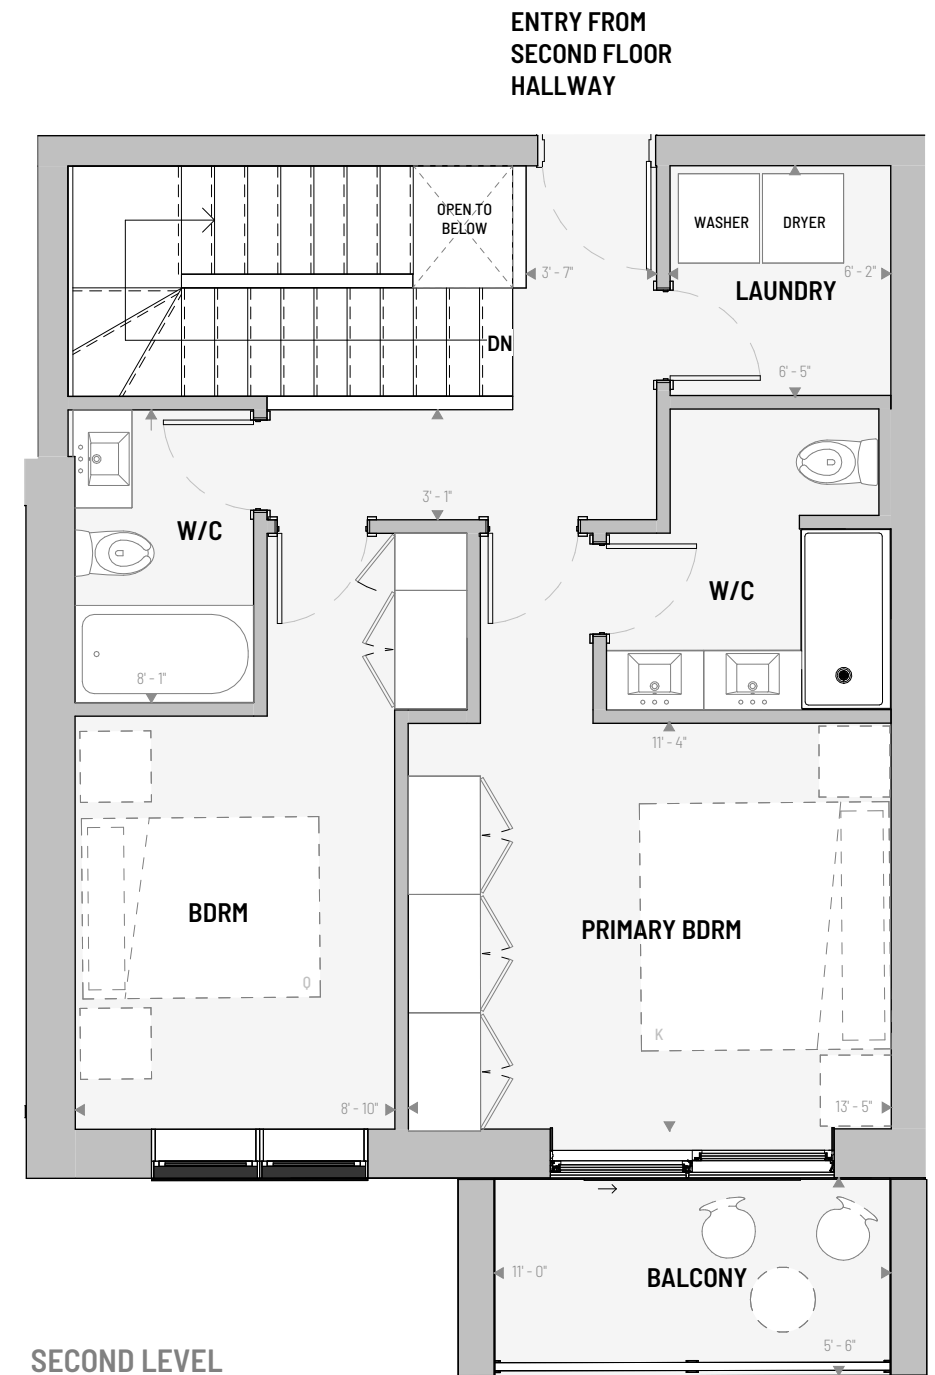 ENTRY FROM
SECOND FLOOR
HALLWAY
OPEN TO
BELOW
WASHER
DRYER
3' - 7"
6' - 2"
LAUNDRY
DN
6' - 5"
3' - 1"
W/C
W/C
8' - 1"
11' - 4"
BDRM
PRIMARY BDRM
Q
K
8' - 10"
13' - 5"
11' - 0"
BALCONY
5' - 6"
SECOND LEVEL